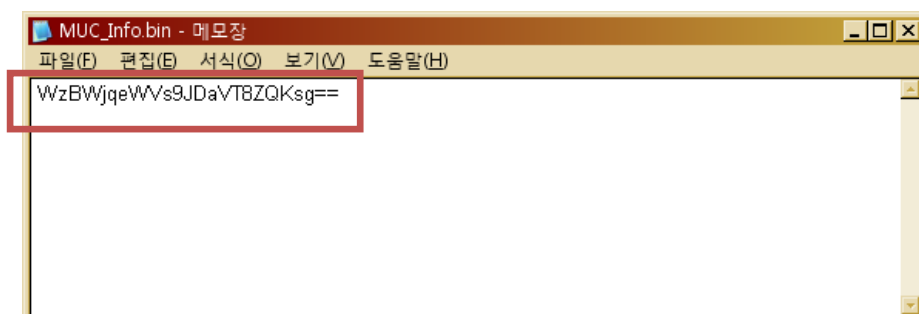 MUC_Info.bin - 메모장
파일(F) 편집(E) 서식(O) 보기(V) 도움말(H)
WzBWjqeWVs9JDaVT8ZQKsg==